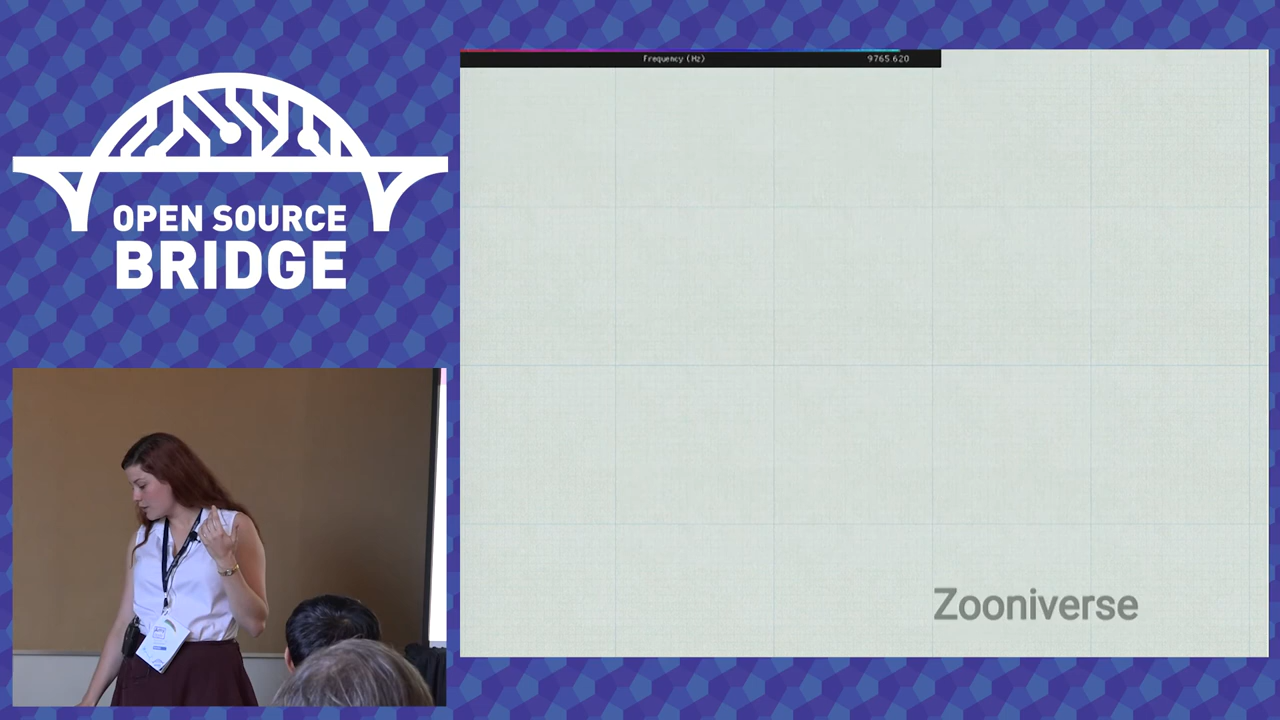 OPEN SOURCE
BRIDGE
Frequency (Hz)
9765 620
Zooniverse